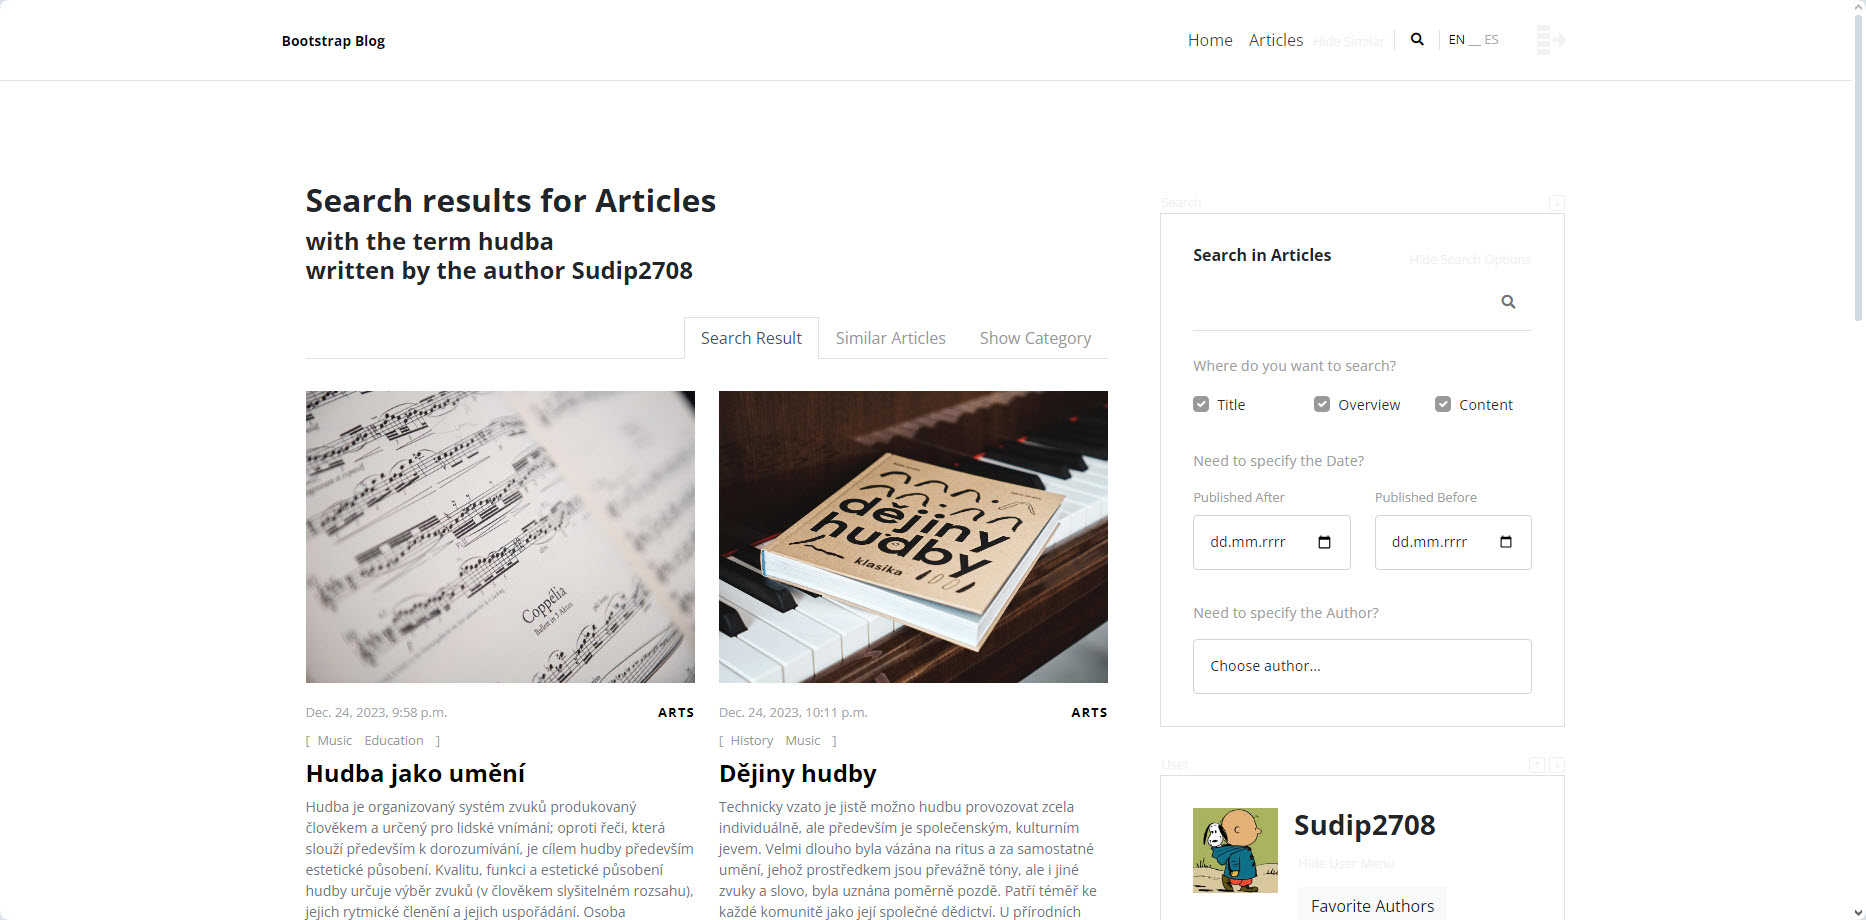 Bootstrap Blog
Home Articles Hide Similar EN __ ES
Search results for Articles
with the term hudba
written by the author Sudip2708
Search Result Similar Articles Show Category
Coppélia
Ballett in 3 Akten
dějiny
hudby
klasika
Dec. 24, 2023, 9:58 p.m. ARTS
[ Music Education ]
Hudba jako umění
Hudba je organizovaný systém zvuků produkovaný
člověkem a určený pro lidské vnímání; oproti řeči, která
slouží především k dorozumívání, je cílem hudby především
estetické působení. Kvalitu, funkci a estetické působení
hudby určuje výběr zvuků (v člověkem slyšitelném rozsahu),
jejich rytmické členění a jejich uspořádání. Osoba
Dec. 24, 2023, 10:11 p.m. ARTS
[ History Music ]
Dějiny hudby
Technicky vzato je jistě možno hudbu provozovat zcela
individuálně, ale především je společenským, kulturním
jevem. Velmi dlouho byla vázána na ritus a za samostatné
umění, jehož prostředkem jsou převážně tóny, ale i jiné
zvuky a slovo, byla uznána poměrně pozdě. Patří téměř ke
každé komunitě jako její společné dědictví. U přírodních
Search
Search in Articles Hide Search Options
Where do you want to search?
Title Overview Content
Need to specify the Date?
Published After Published Before
dd.mm.rrrr dd.mm.rrrr
Need to specify the Author?
Choose author...
User
Sudip2708
Hide User Menu
Favorite Authors